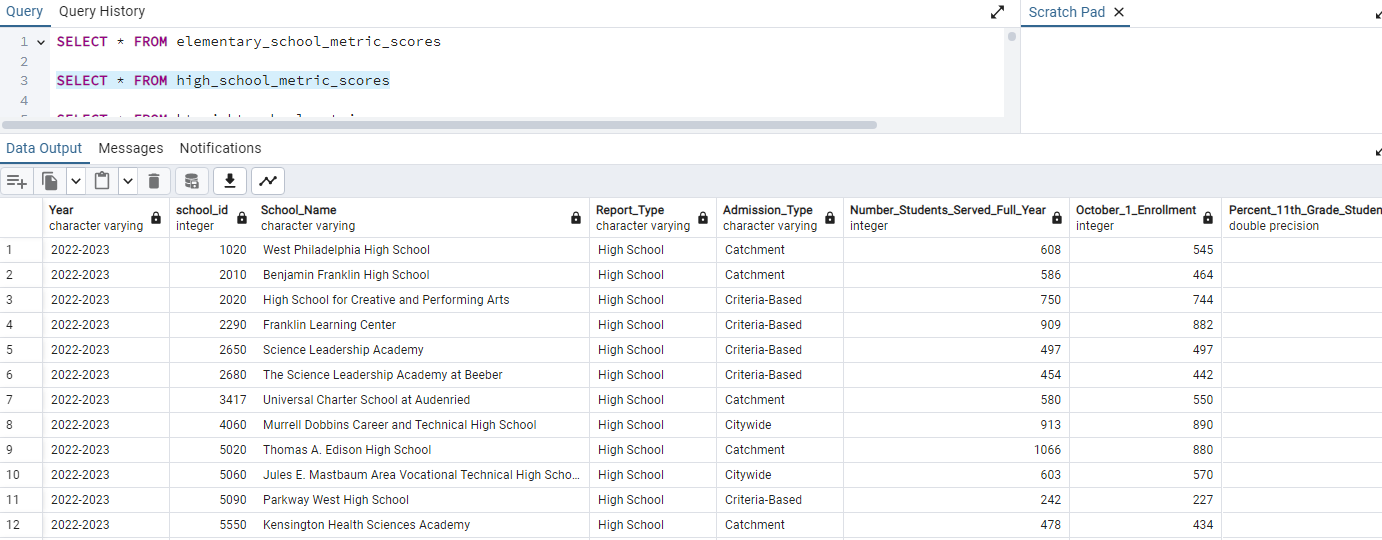 Query Query History Scratch Pad
1 SELECT * FROM elementary_school_metric_scores
2
3 SELECT * FROM high_school_metric_scores
4
Data Output Messages Notifications
Year school_id School_Name Report_Type Admission_Type Number_Students_Served_Full_Year October_1_Enrollment Percent_11th_Grade_Studen
character varying integer character varying character varying character varying integer integer double precision
1 2022-2023 1020 West Philadelphia High School High School Catchment 608 545
2 2022-2023 2010 Benjamin Franklin High School High School Catchment 586 464
3 2022-2023 2020 High School for Creative and Performing Arts High School Criteria-Based 750 744
4 2022-2023 2290 Franklin Learning Center High School Criteria-Based 909 882
5 2022-2023 2650 Science Leadership Academy High School Criteria-Based 497 497
6 2022-2023 2680 The Science Leadership Academy at Beeber High School Criteria-Based 454 442
7 2022-2023 3417 Universal Charter School at Audenried High School Catchment 580 550
8 2022-2023 4060 Murrell Dobbins Career and Technical High School High School Citywide 913 890
9 2022-2023 5020 Thomas A. Edison High School High School Catchment 1066 880
10 2022-2023 5060 Jules E. Mastbaum Area Vocational Technical High Scho... High School Citywide 603 570
11 2022-2023 5090 Parkway West High School High School Criteria-Based 242 227
12 2022-2023 5550 Kensington Health Sciences Academy High School Catchment 478 434